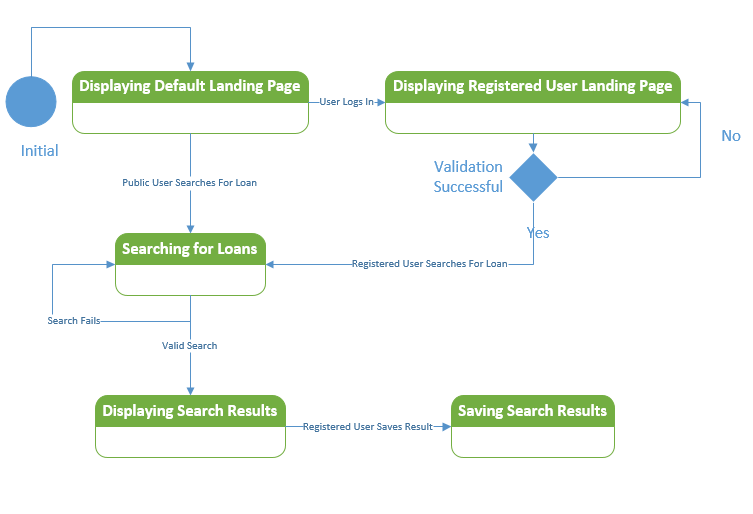 Displaying Default Landing Page
Displaying Registered User Landing Page
User Logs In
Initial
No
Validation
Successful
Public User Searches For Loan
Yes
Searching for Loans
Registered User Searches For Loan
Search Fails
Valid Search
Displaying Search Results
Saving Search Results
Registered User Saves Result